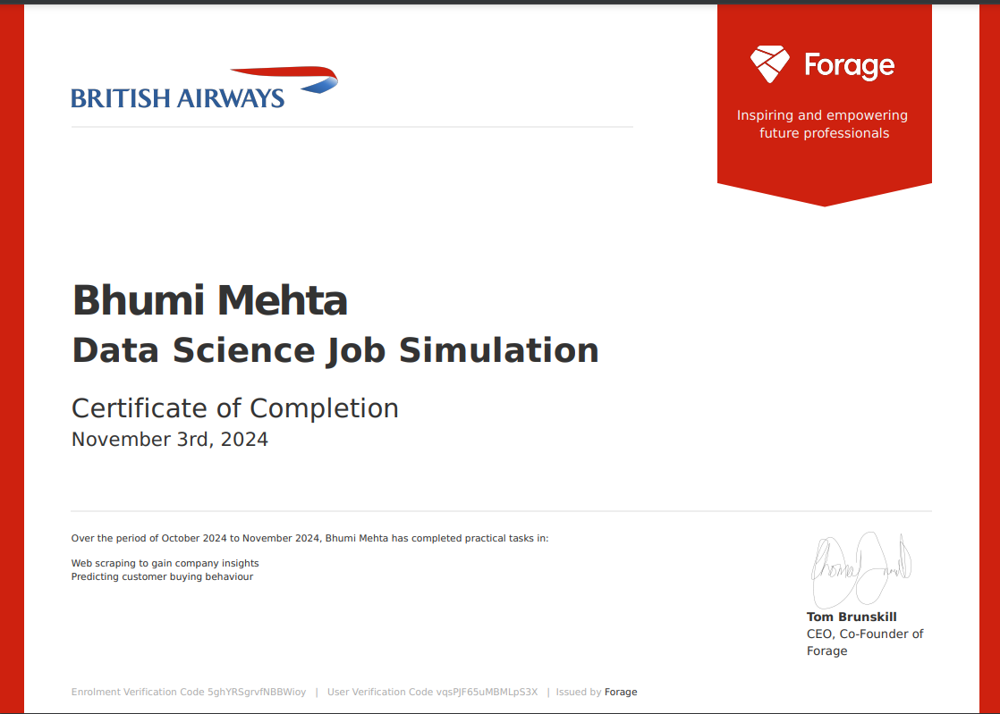 BRITISH AIRWAYS
Forage
Inspiring and empowering
future professionals
Bhumi Mehta
Data Science Job Simulation
Certificate of Completion
November 3rd, 2024
Over the period of October 2024 to November 2024, Bhumi Mehta has completed practical tasks in:
Web scraping to gain company insights
Predicting customer buying behaviour
Tom Brunskill
CEO, Co-Founder of
Forage
Enrolment Verification Code 5ghYRSgrvfNBBWioy | User Verification Code vqsPJF65uMBMLpS3X | Issued by Forage